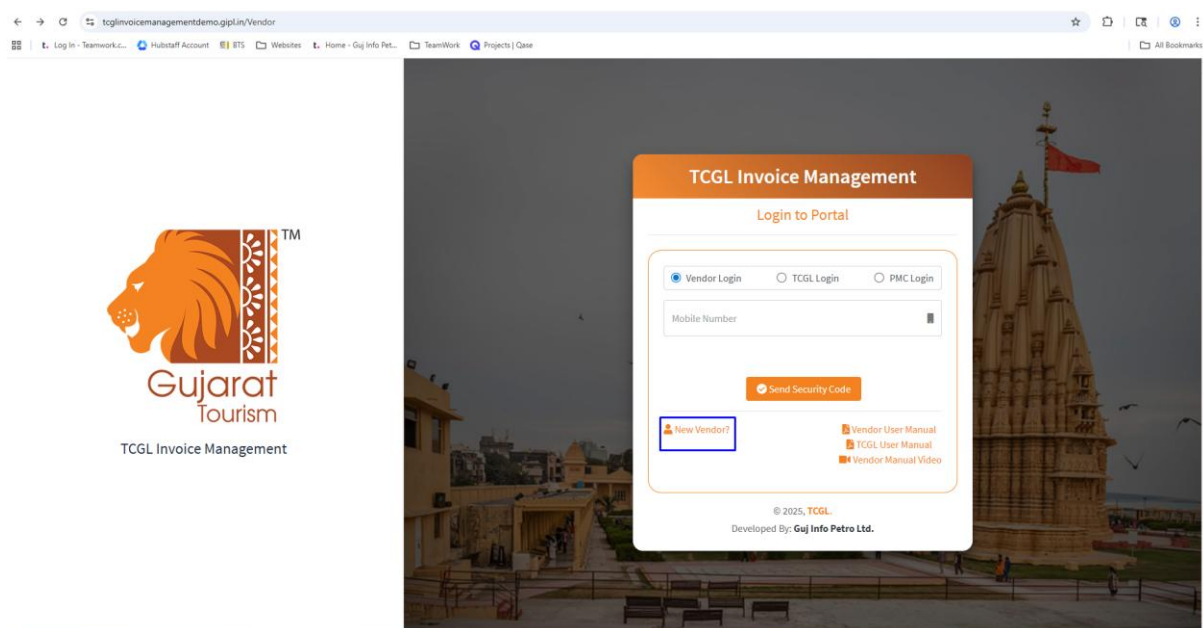 tcglinvoicemanagementdemo.gipl.in/Vendor
Log In - Teamwork.c... Hubstaff Account BTS Websites Home - Guj Info Pet... TeamWork Projects | Qase All Bookmarks
TCGL Invoice Management
Login to Portal
Vendor Login TCGL Login PMC Login
Mobile Number
Send Security Code
New Vendor? Vendor User Manual
TCGL User Manual
Vendor Manual Video
© 2025, TCGL.
Developed By: Guj Info Petro Ltd.
TM
Gujarat
Tourism
TCGL Invoice Management